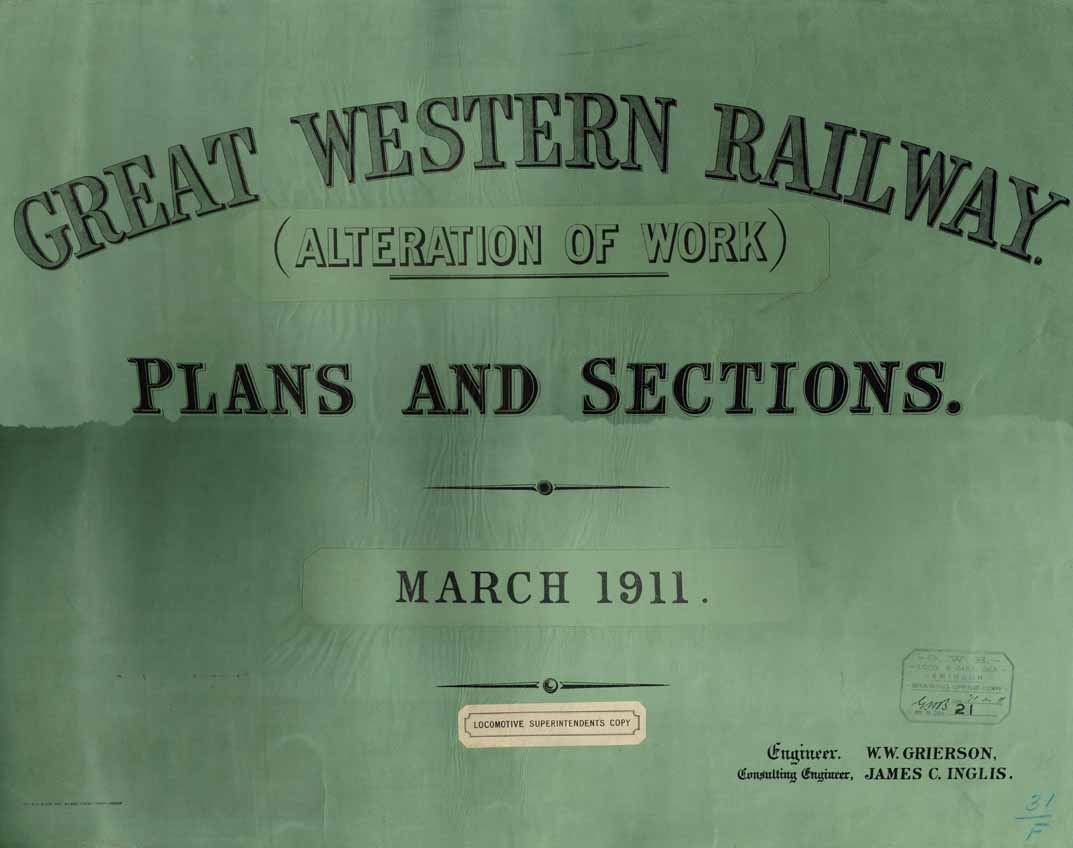 GREAT WESTERN RAILWAY.
(ALTERATION OF WORK)
PLANS AND SECTIONS.
MARCH 1911.
LOCOMOTIVE SUPERINTENDENTS COPY
G. W. R.
21
Engineer. W.W. GRIERSON,
Consulting Engineer, JAMES C. INGLIS.
31
F